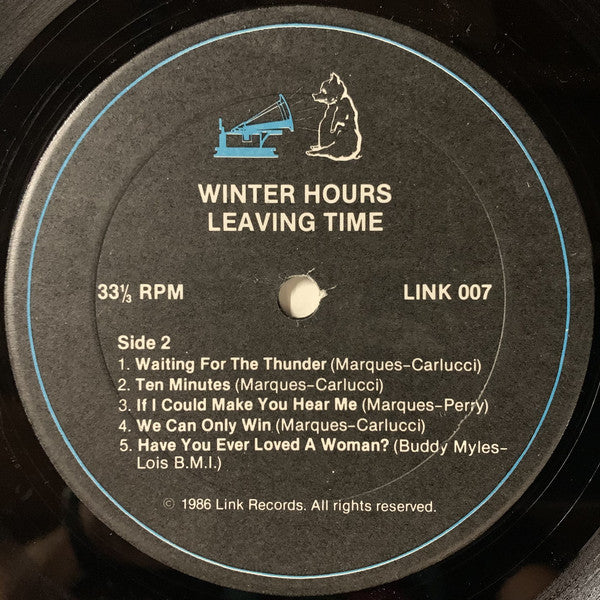 WINTER HOURS
LEAVING TIME
33⅓ RPM
LINK 007
Side 2
1. Waiting For The Thunder (Marques-Carlucci)
2. Ten Minutes (Marques-Carlucci)
3. If I Could Make You Hear Me (Marques-Perry)
4. We Can Only Win (Marques-Carlucci)
5. Have You Ever Loved A Woman? (Buddy Myles-
Lois B.M.I.)
© 1986 Link Records. All rights reserved.